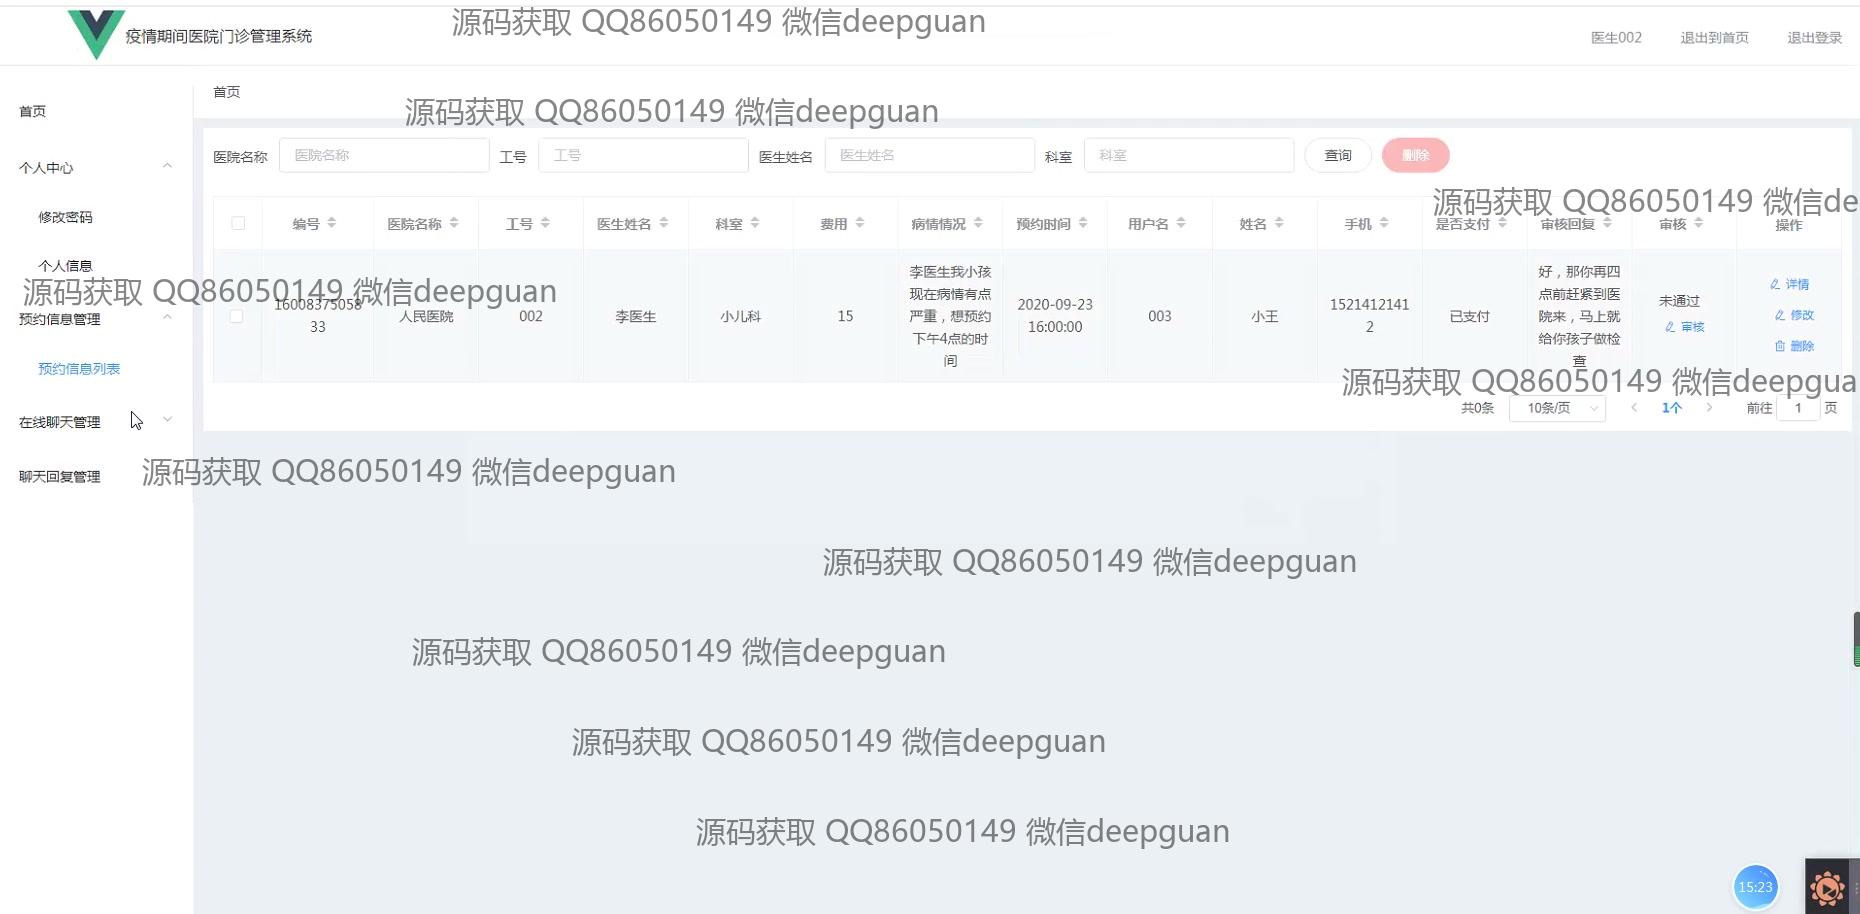 源码获取 QQ86050149 微信deepguan
疫情期间医院门诊管理系统
医生002 退出到首页 退出登录
首页
首页
源码获取 QQ86050149 微信deepguan
个人中心
修改密码
个人信息
预约信息管理
预约信息列表
在线聊天管理
聊天回复管理
医院名称 医院名称 工号 工号 医生姓名 医生姓名 科室 科室 查询 删除
源码获取 QQ86050149 微信de
编号 医院名称 工号 医生姓名 科室 费用 病情情况 预约时间 用户名 姓名 手机 是否支付 审核回复 审核 操作
源码获取 QQ86050149 微信deepguan
16008375058
33
人民医院
002
李医生
小儿科
15
李医生我小孩
现在病情有点
严重，想预约
下午4点的时
间
2020-09-23
16:00:00
003
小王
1521412141
2
已支付
好，那你再四
点前赶紧到医
院来，马上就
给你孩子做检
查
未通过
审核
详情
修改
删除
源码获取 QQ86050149 微信deepgua
共0条 10条/页 1个 前往 1 页
源码获取 QQ86050149 微信deepguan
源码获取 QQ86050149 微信deepguan
源码获取 QQ86050149 微信deepguan
源码获取 QQ86050149 微信deepguan
源码获取 QQ86050149 微信deepguan
15:23